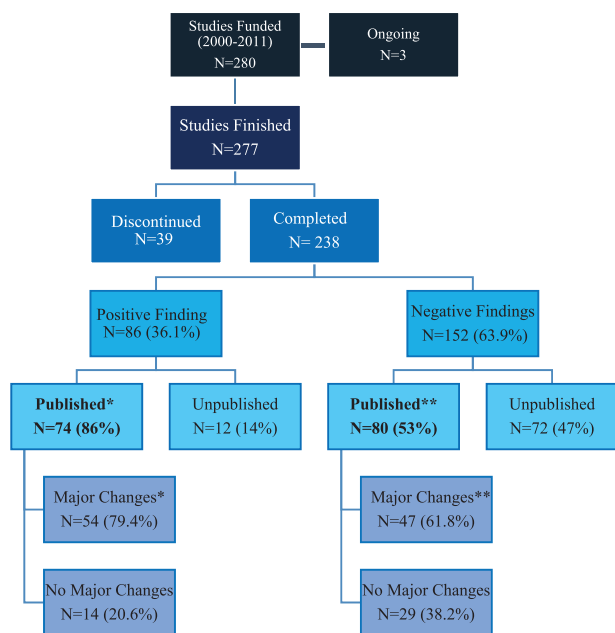 Studies Funded
(2000-2011)
N=280
Ongoing
N=3
Studies Finished
N=277
Discontinued
N=39
Completed
N= 238
Positive Finding
N=86 (36.1%)
Negative Findings
N=152 (63.9%)
Published*
N=74 (86%)
Unpublished
N=12 (14%)
Published**
N=80 (53%)
Unpublished
N=72 (47%)
Major Changes*
N=54 (79.4%)
No Major Changes
N=14 (20.6%)
Major Changes**
N=47 (61.8%)
No Major Changes
N=29 (38.2%)